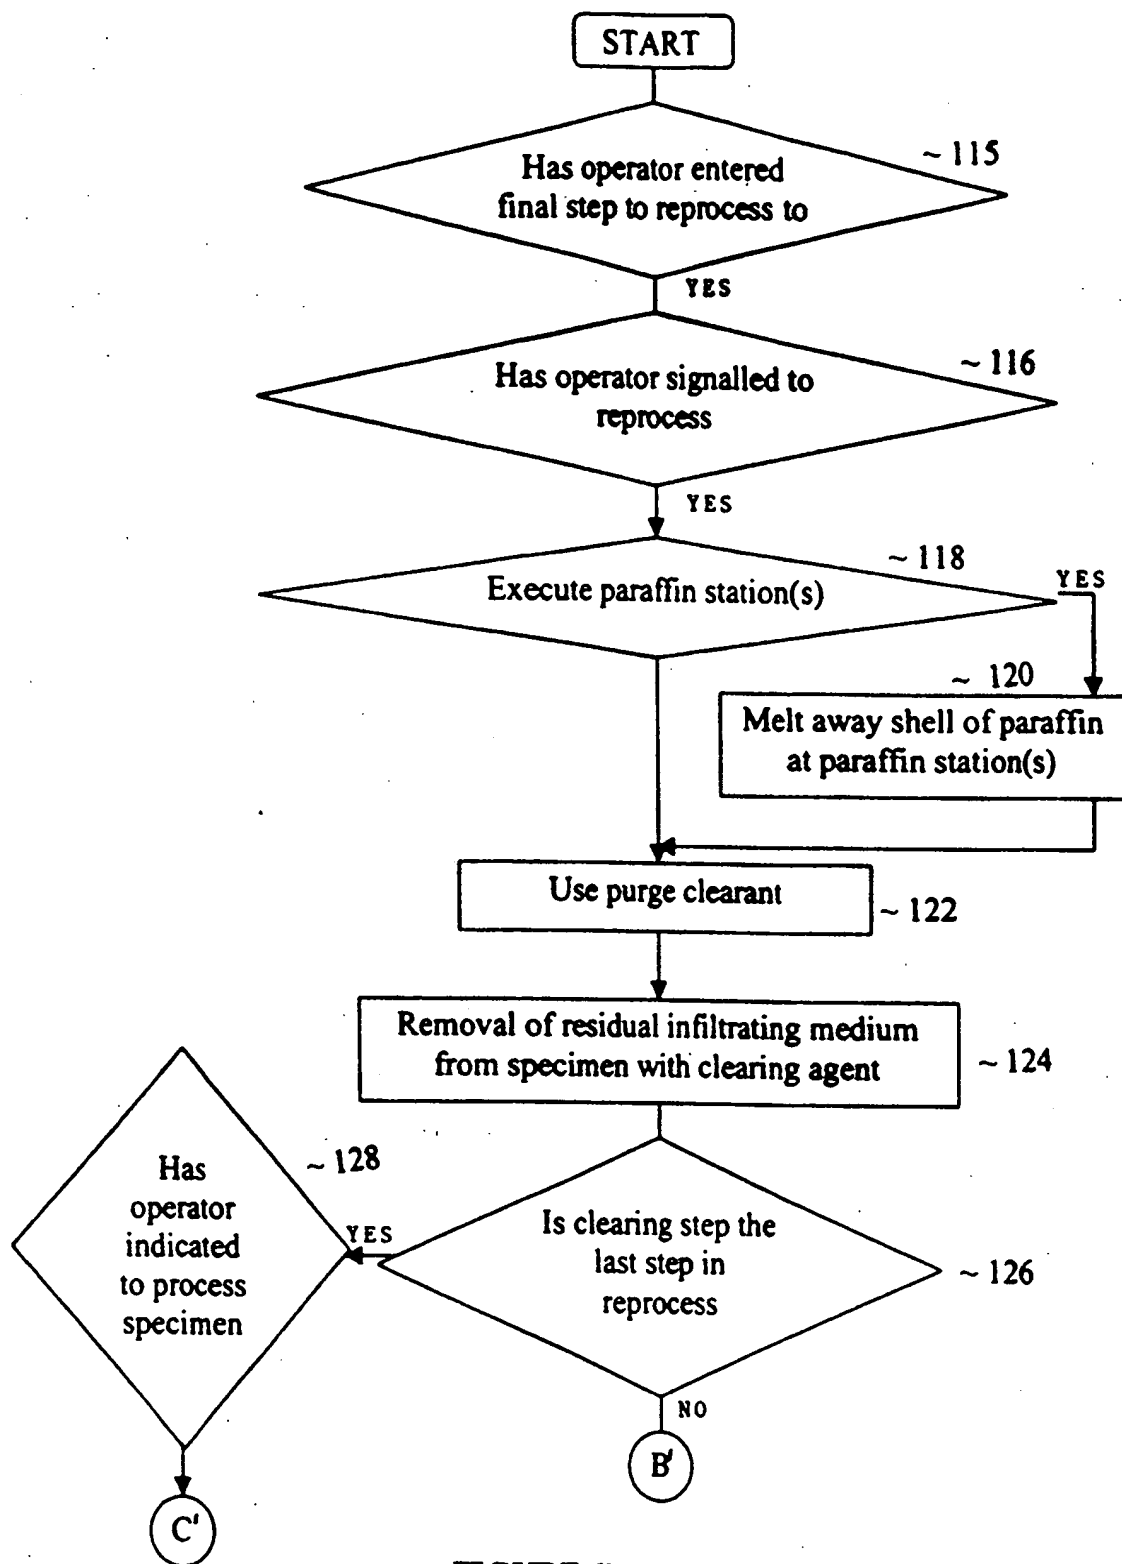 START
Has operator entered
final step to reprocess to
~ 115
YES
Has operator signalled to
reprocess
~ 116
YES
Execute paraffin station(s)
~ 118
YES
~ 120
Melt away shell of paraffin
at paraffin station(s)
Use purge clearant
~ 122
Removal of residual infiltrating medium
from specimen with clearing agent
~ 124
Has
operator
indicated
to process
specimen
~ 128
YES
Is clearing step the
last step in
reprocess
~ 126
NO
B'
C'